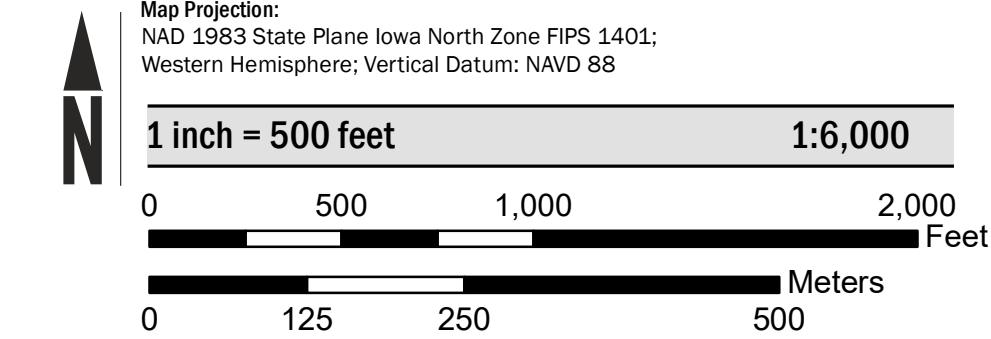 Map Projection:
NAD 1983 State Plane Iowa North Zone FIPS 1401;
Western Hemisphere; Vertical Datum: NAVD 88
N
1 inch = 500 feet 1:6,000
0 500 1,000 2,000
Feet
Meters
0 125 250 500